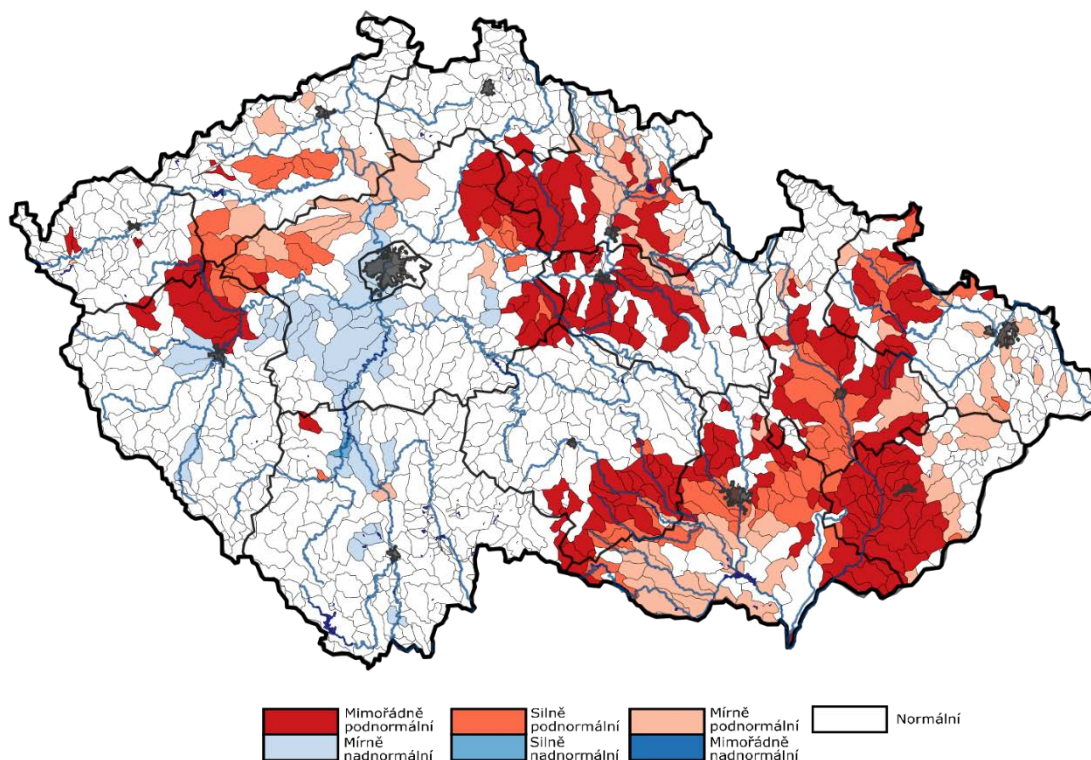 Mimořádně
podnormální
Silně
podnormální
Mírně
podnormální
Normální
Mírně
nadnormální
Silně
nadnormální
Mimořádně
nadnormální